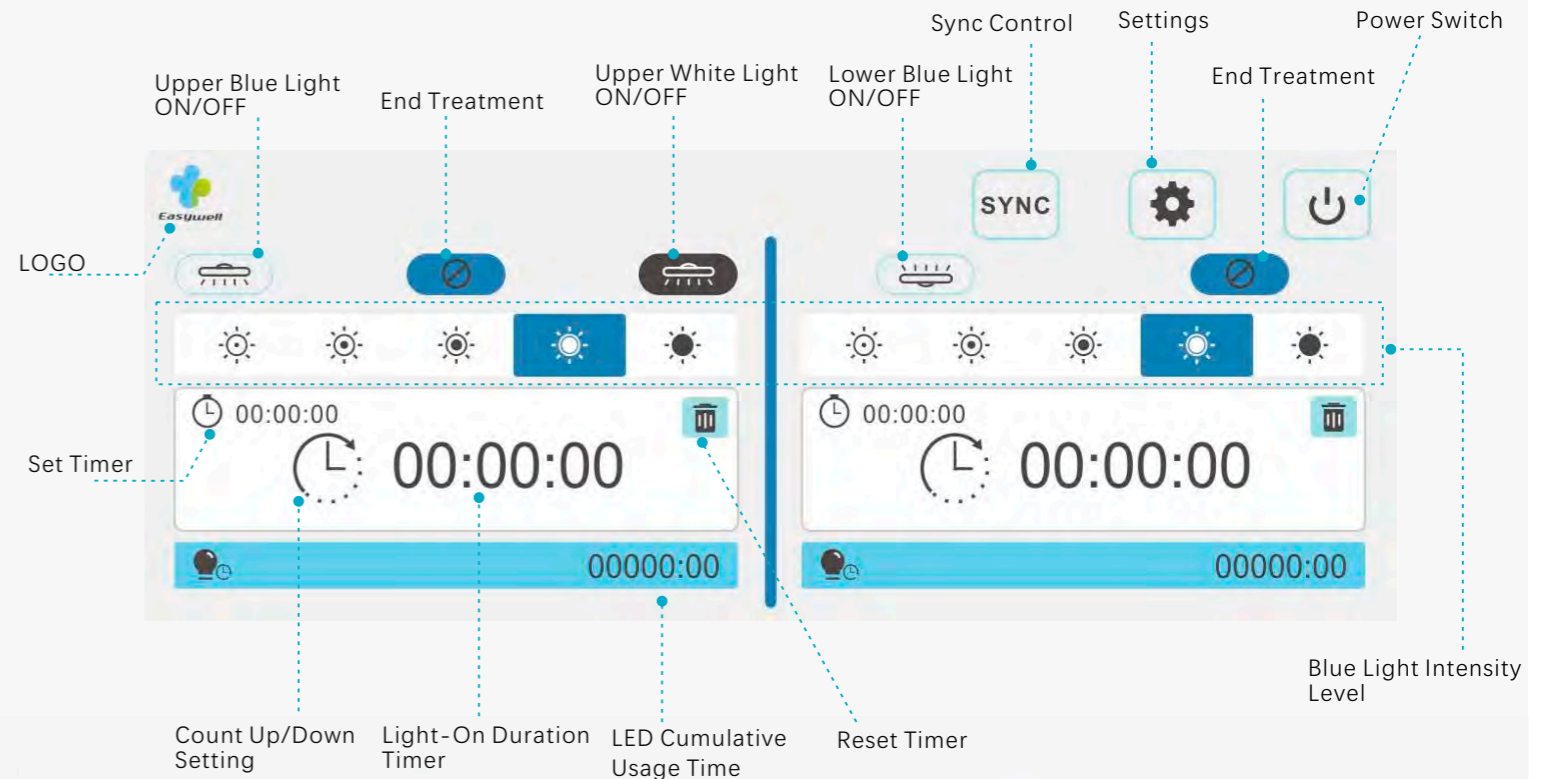 Sync Control
Settings
Power Switch
Upper Blue Light
ON/OFF
End Treatment
Upper White Light
ON/OFF
Lower Blue Light
ON/OFF
End Treatment
Easywell
SYNC
LOGO
00:00:00
00:00:00
00:00:00
00:00:00
Set Timer
00000:00
00000:00
Blue Light Intensity
Level
Count Up/Down
Setting
Light-On Duration
Timer
LED Cumulative
Usage Time
Reset Timer